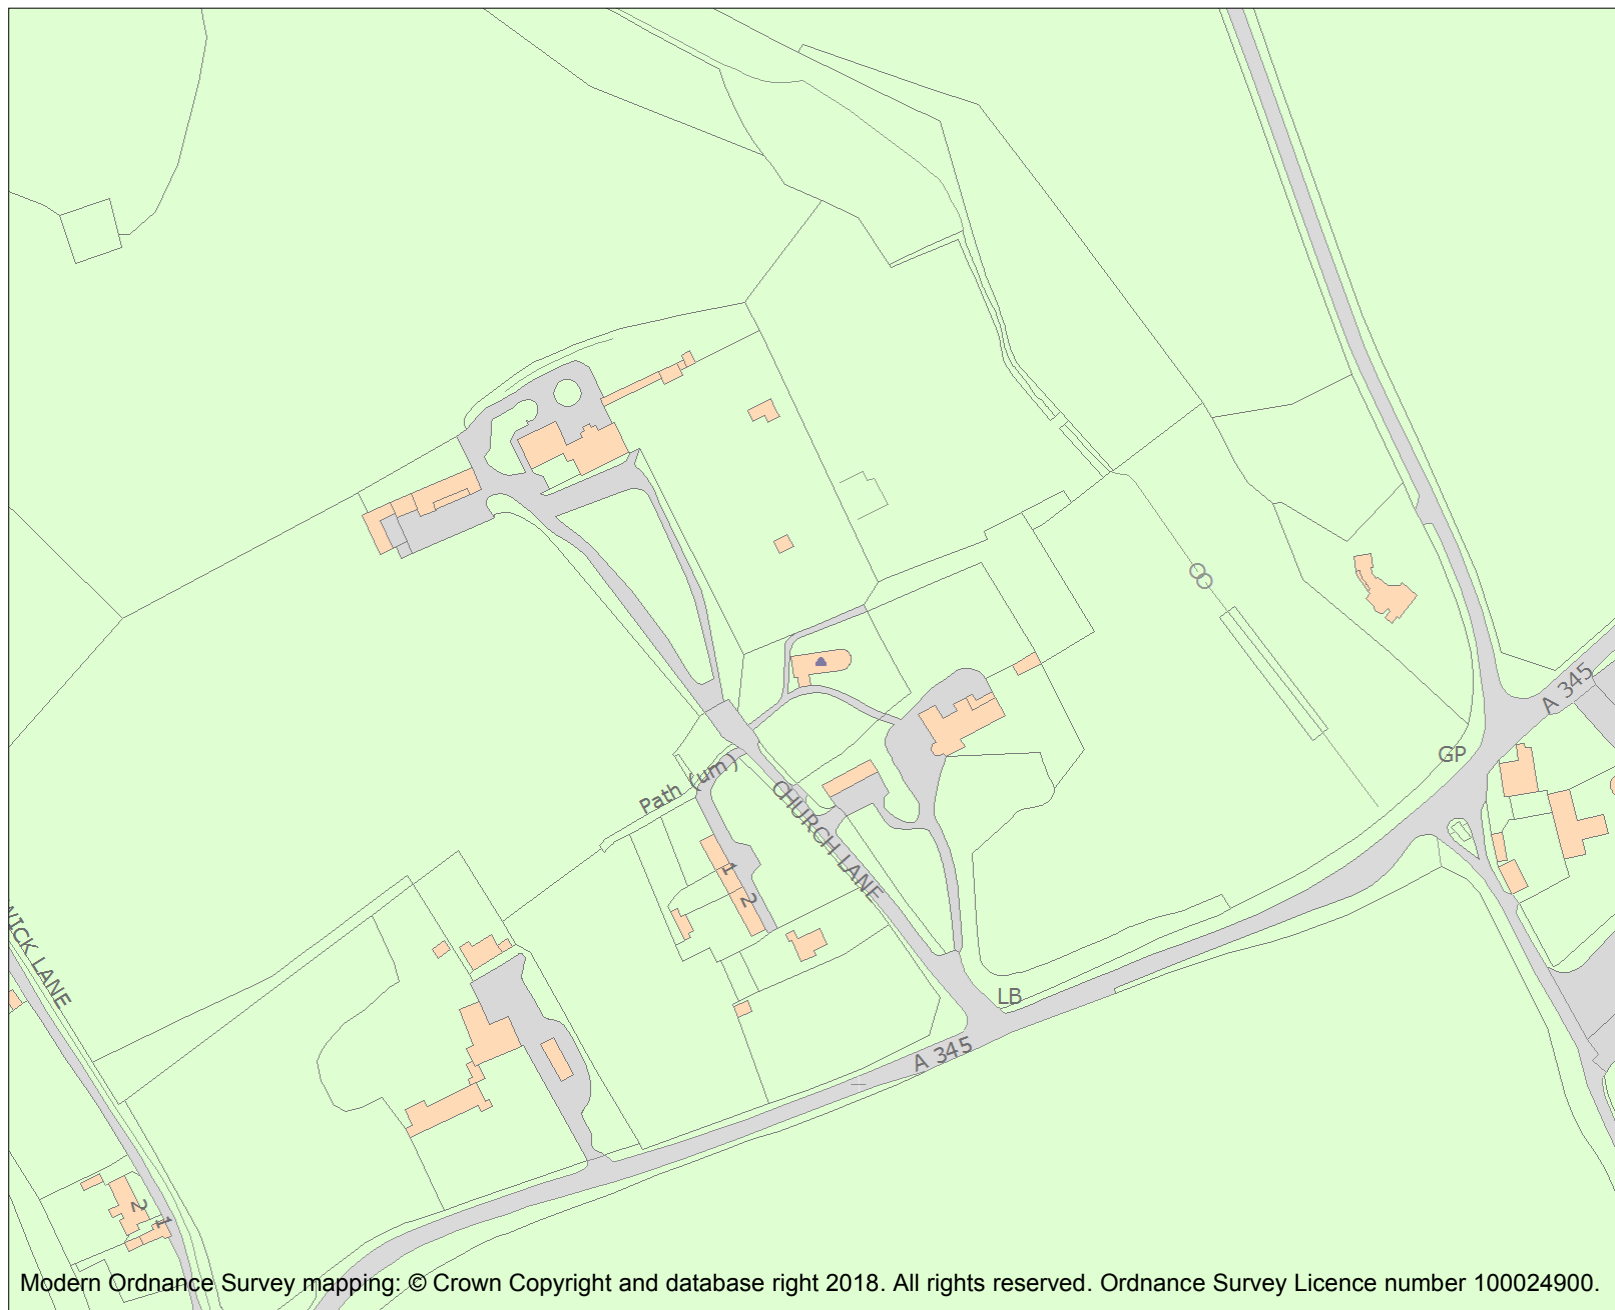 A 345
GP
Path (um)
CHURCH LANE
1
2
WICK LANE
LB
A 345
2
1
Modern Ordnance Survey mapping: © Crown Copyright and database right 2018. All rights reserved. Ordnance Survey Licence number 100024900.